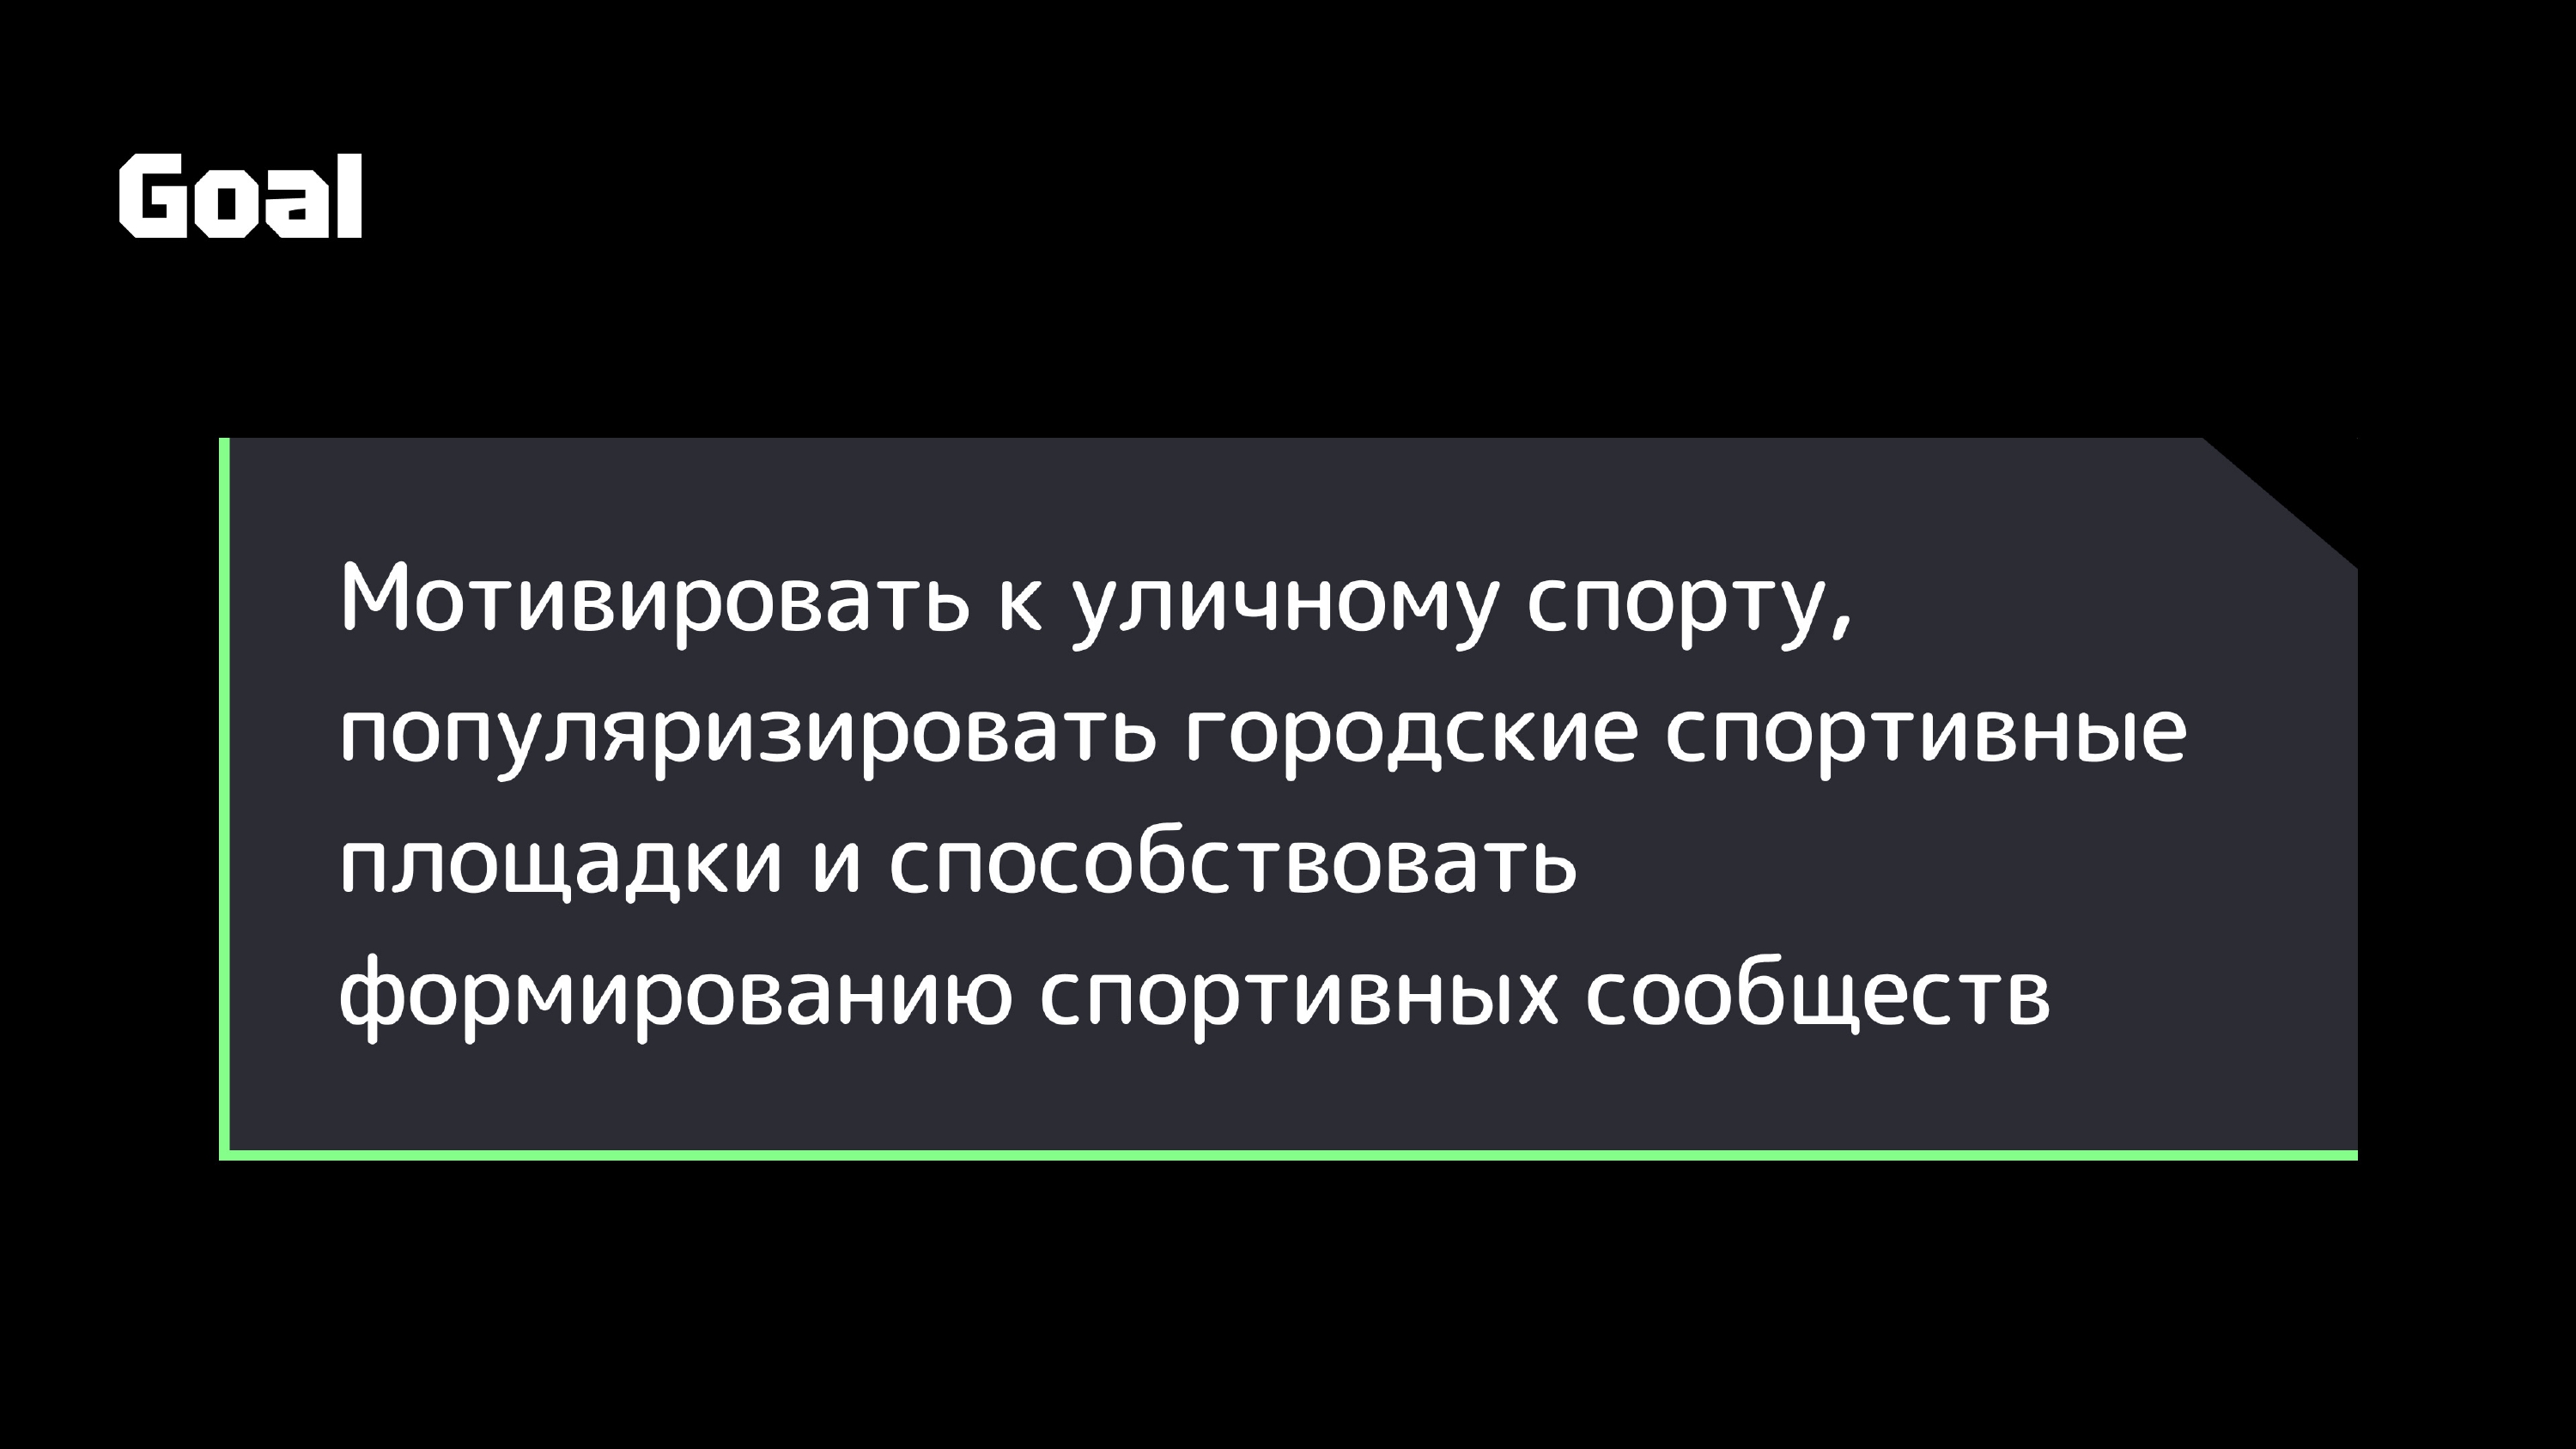 Goal
Мотивировать к уличному спорту,
популяризировать городские спортивные
площадки и способствовать
формированию спортивных сообществ